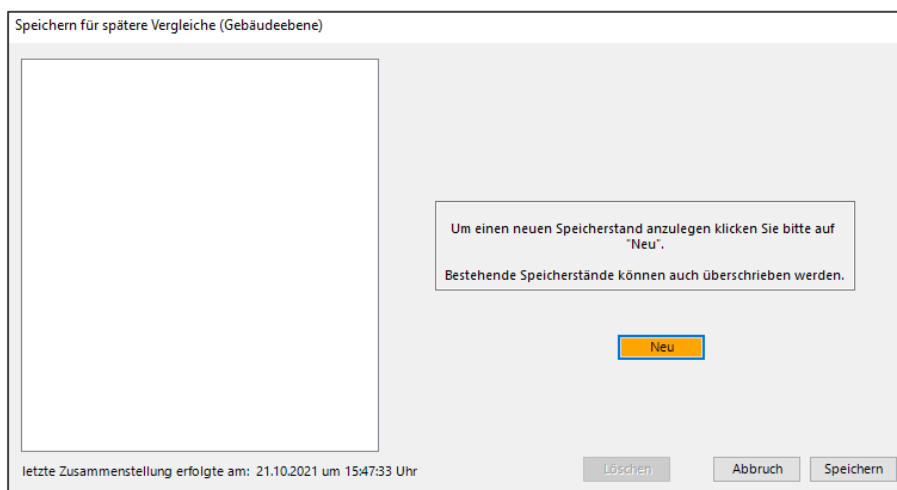 Speichern für spätere Vergleiche (Gebäudeebene)
Um einen neuen Speicherstand anzulegen klicken Sie bitte auf
"Neu".
Bestehende Speicherstände können auch überschrieben werden.
Neu
letzte Zusammenstellung erfolgte am: 21.10.2021 um 15:47:33 Uhr
Löschen
Abbruch
Speichern